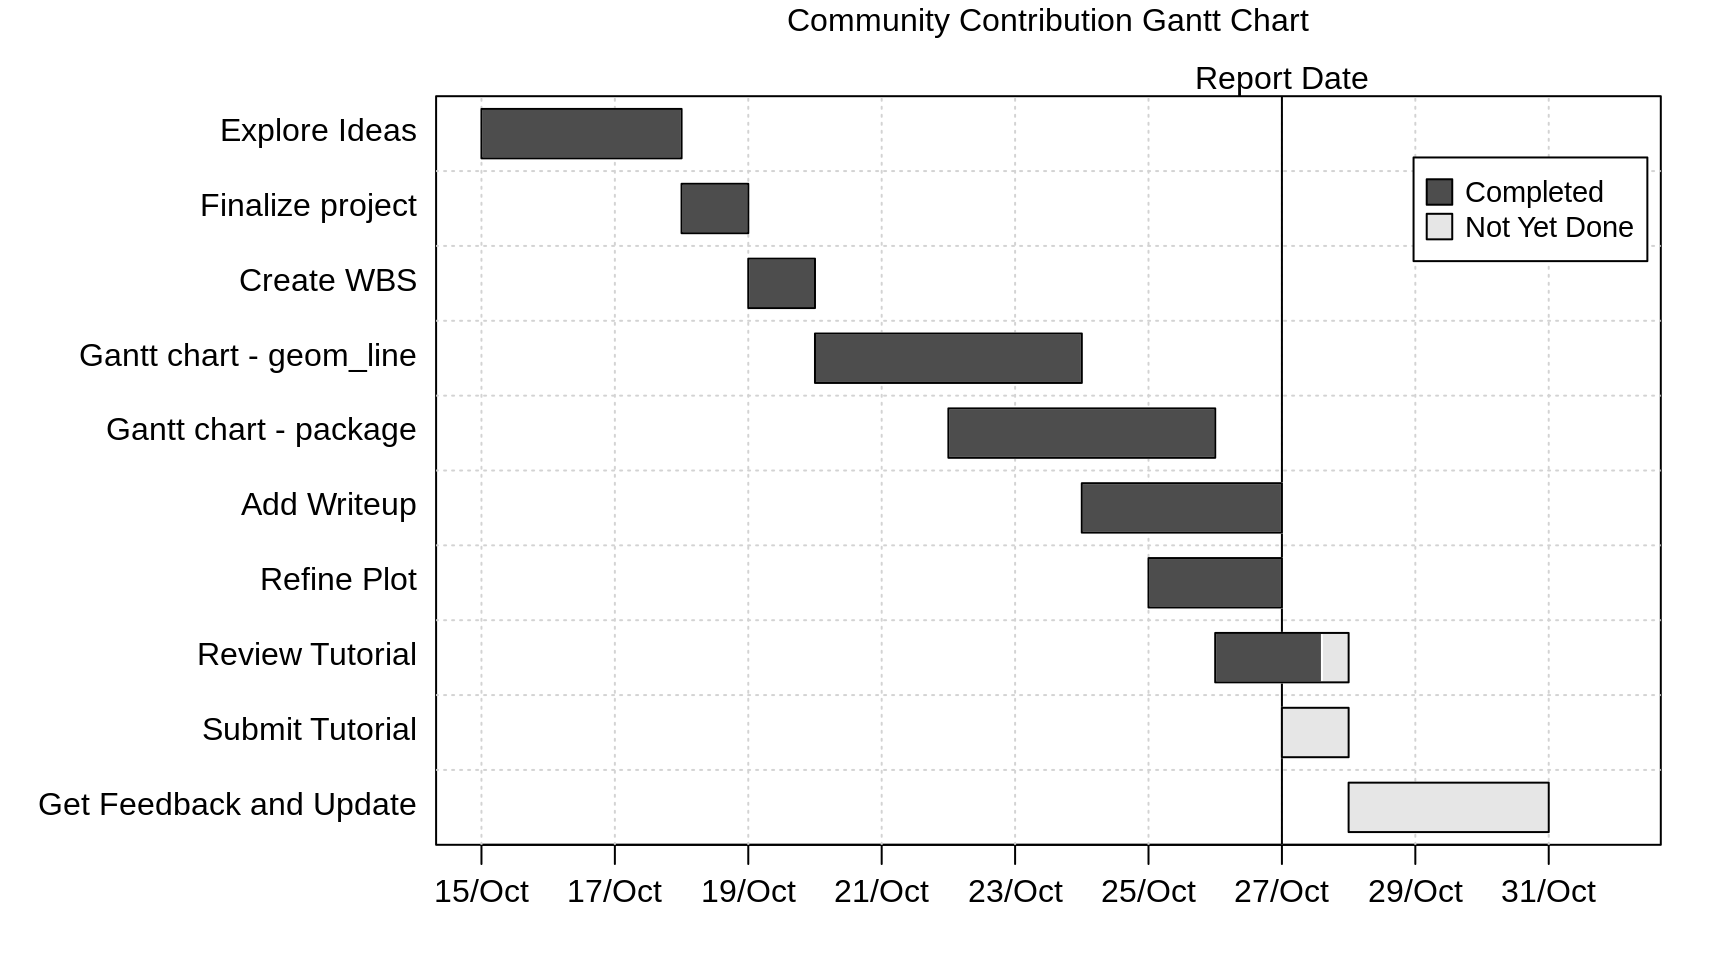 Community Contribution Gantt Chart
Report Date
Explore Ideas
Finalize project
Create WBS
Gantt chart - geom_line
Gantt chart - package
Add Writeup
Refine Plot
Review Tutorial
Submit Tutorial
Get Feedback and Update
Completed
Not Yet Done
15/Oct 17/Oct 19/Oct 21/Oct 23/Oct 25/Oct 27/Oct 29/Oct 31/Oct